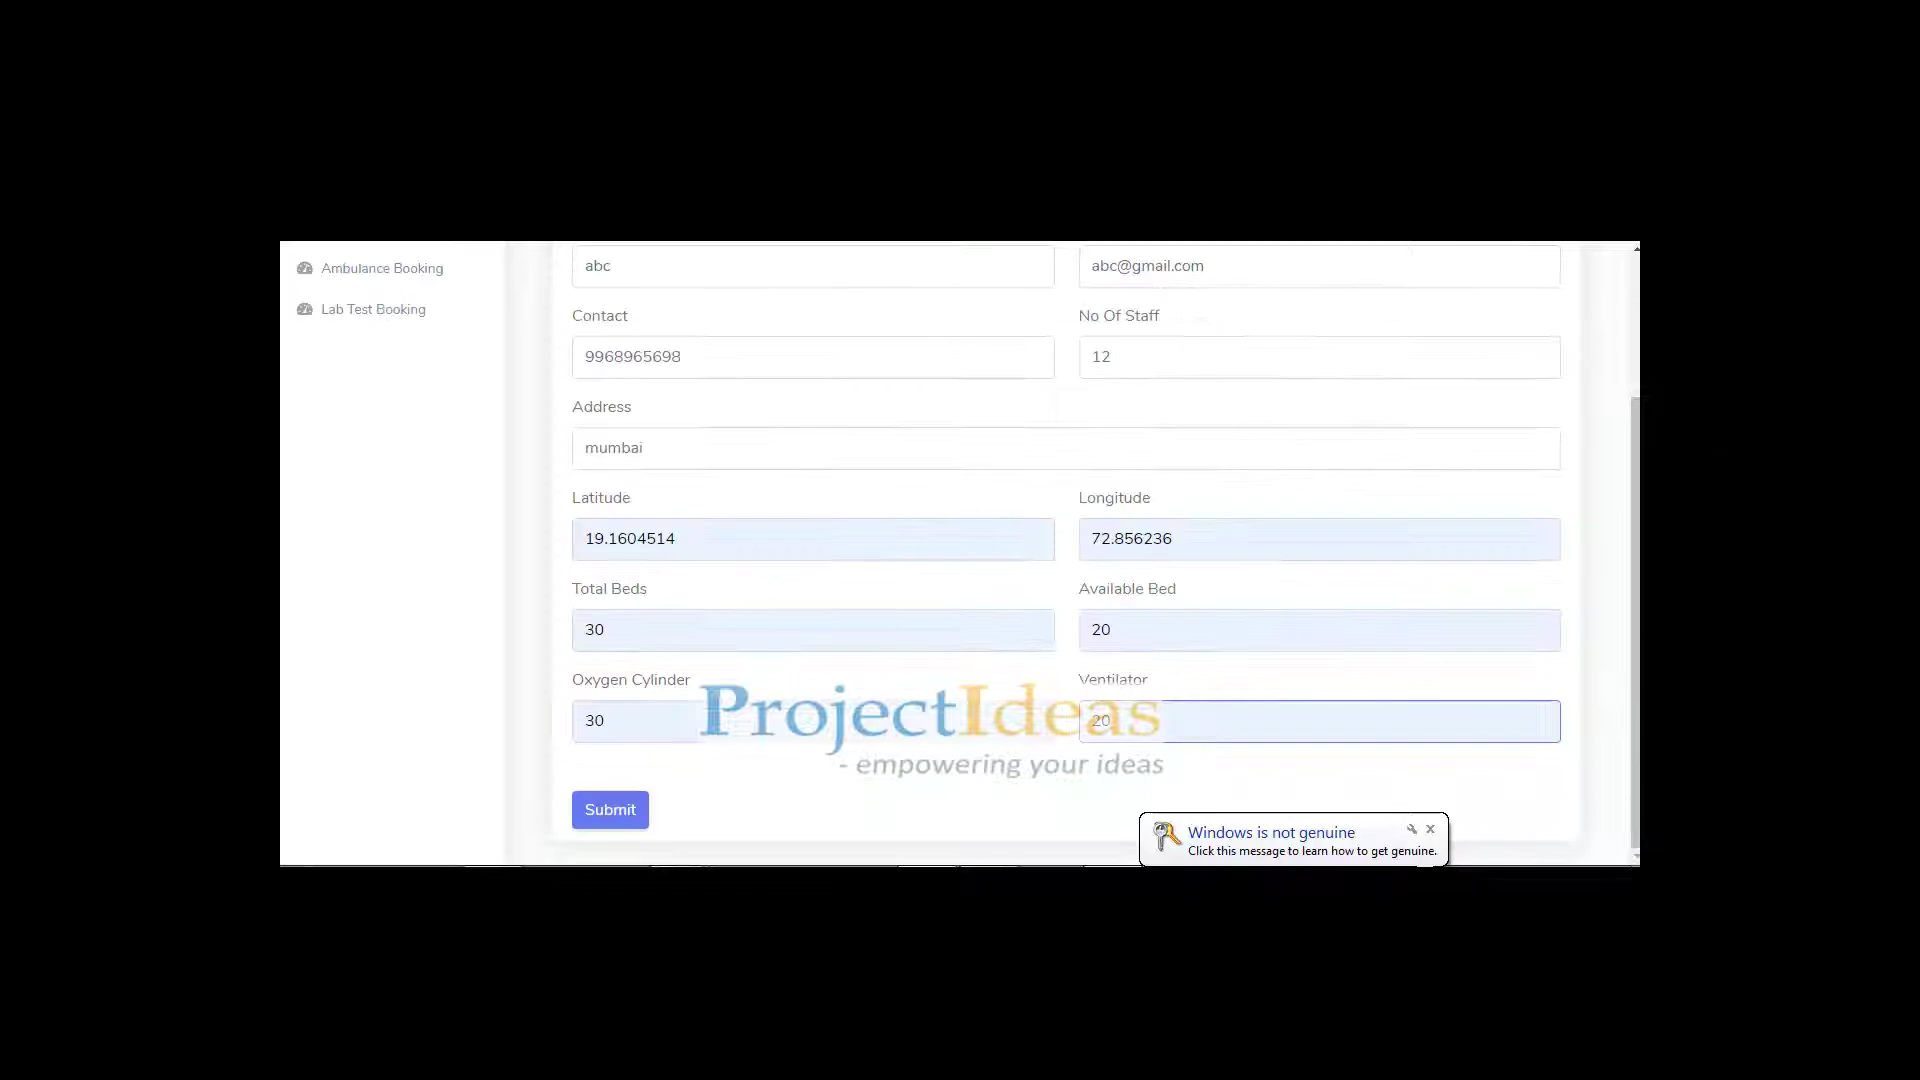 Ambulance Booking
Lab Test Booking
abc
abc@gmail.com
Contact
No Of Staff
9968965698
12
Address
mumbai
Latitude
Longitude
19.1604514
72.856236
Total Beds
Available Bed
30
20
Oxygen Cylinder
Ventilator
30
20
ProjectIdeas
- empowering your ideas
Submit
Windows is not genuine
Click this message to learn how to get genuine.